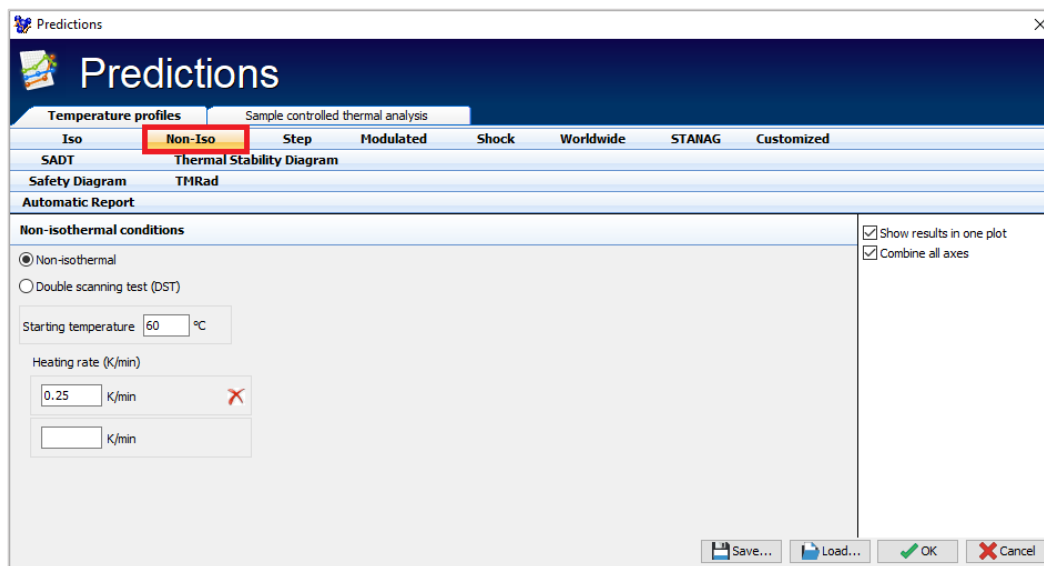 Predictions
Predictions
Temperature profiles Sample controlled thermal analysis
Iso Non-Iso Step Modulated Shock Worldwide STANAG Customized
SADT Thermal Stability Diagram
Safety Diagram TMRad
Automatic Report
Non-isothermal conditions
Show results in one plot
Combine all axes
Non-isothermal
Double scanning test (DST)
Starting temperature 60 ºC
Heating rate (K/min)
0.25 K/min
K/min
Save... Load... OK Cancel